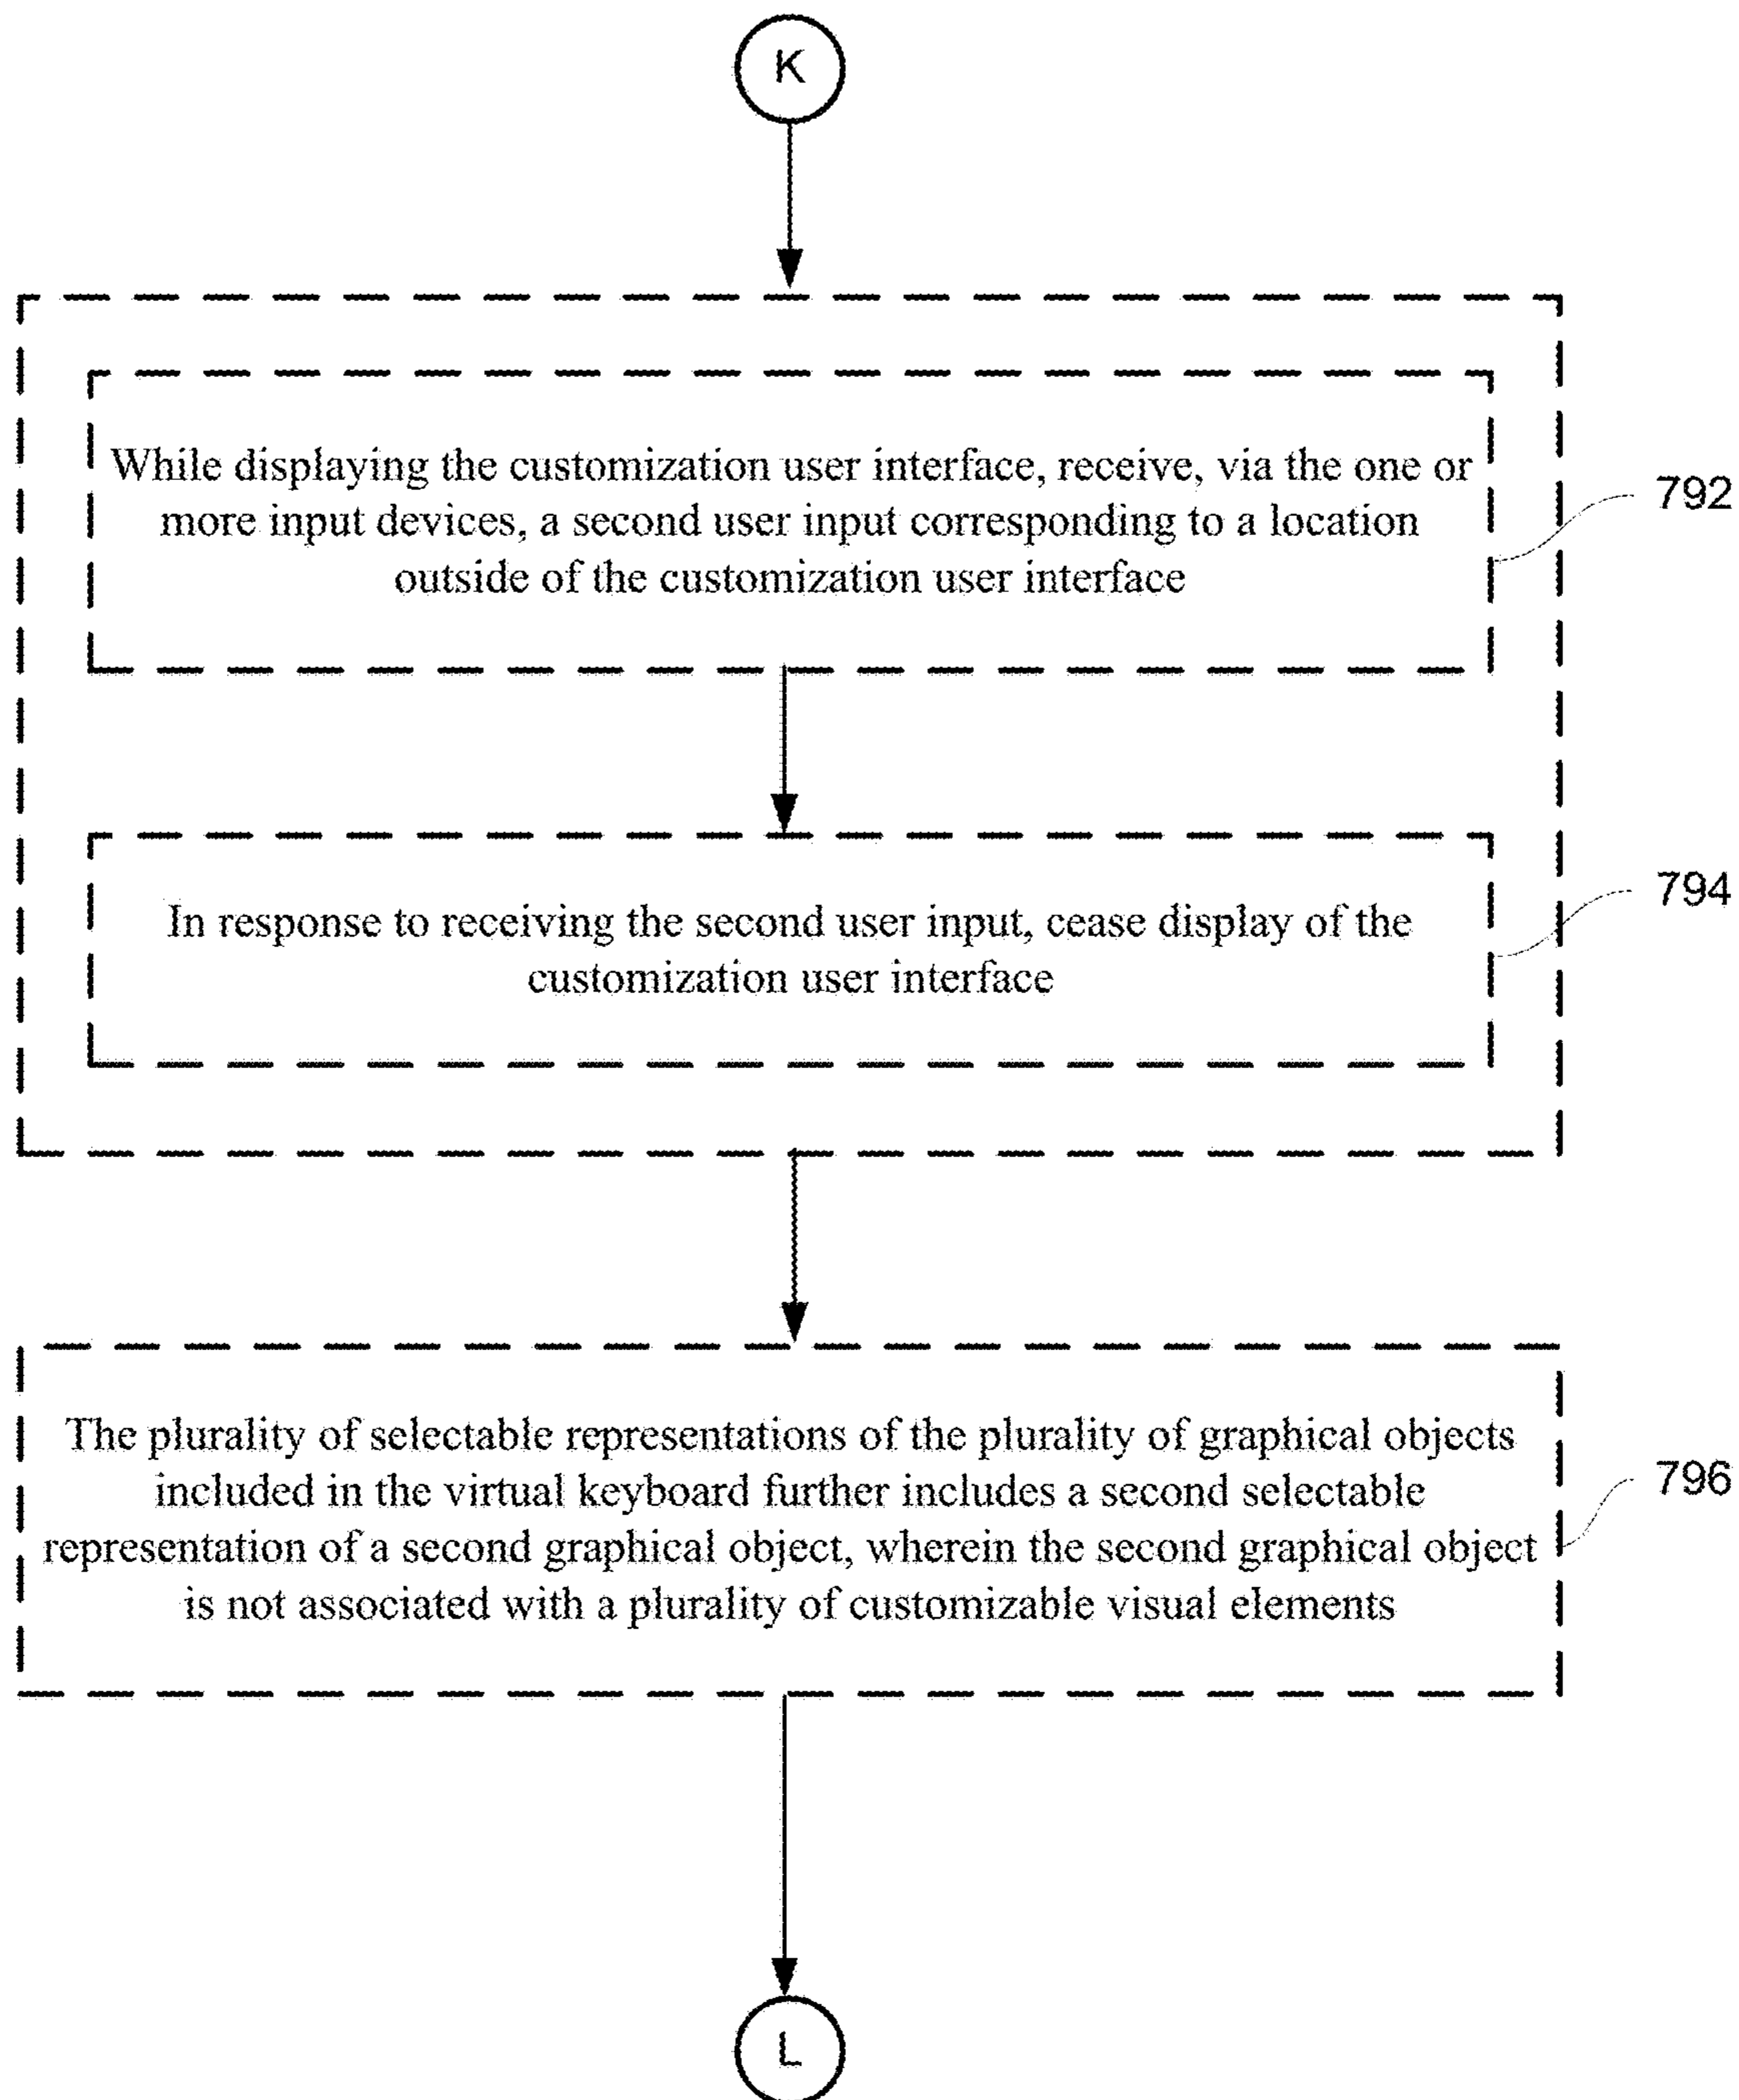 K
While displaying the customization user interface, receive, via the one or
more input devices, a second user input corresponding to a location
outside of the customization user interface
792
In response to receiving the second user input, cease display of the
customization user interface
794
The plurality of selectable representations of the plurality of graphical objects
included in the virtual keyboard further includes a second selectable
representation of a second graphical object, wherein the second graphical object
is not associated with a plurality of customizable visual elements
796
L